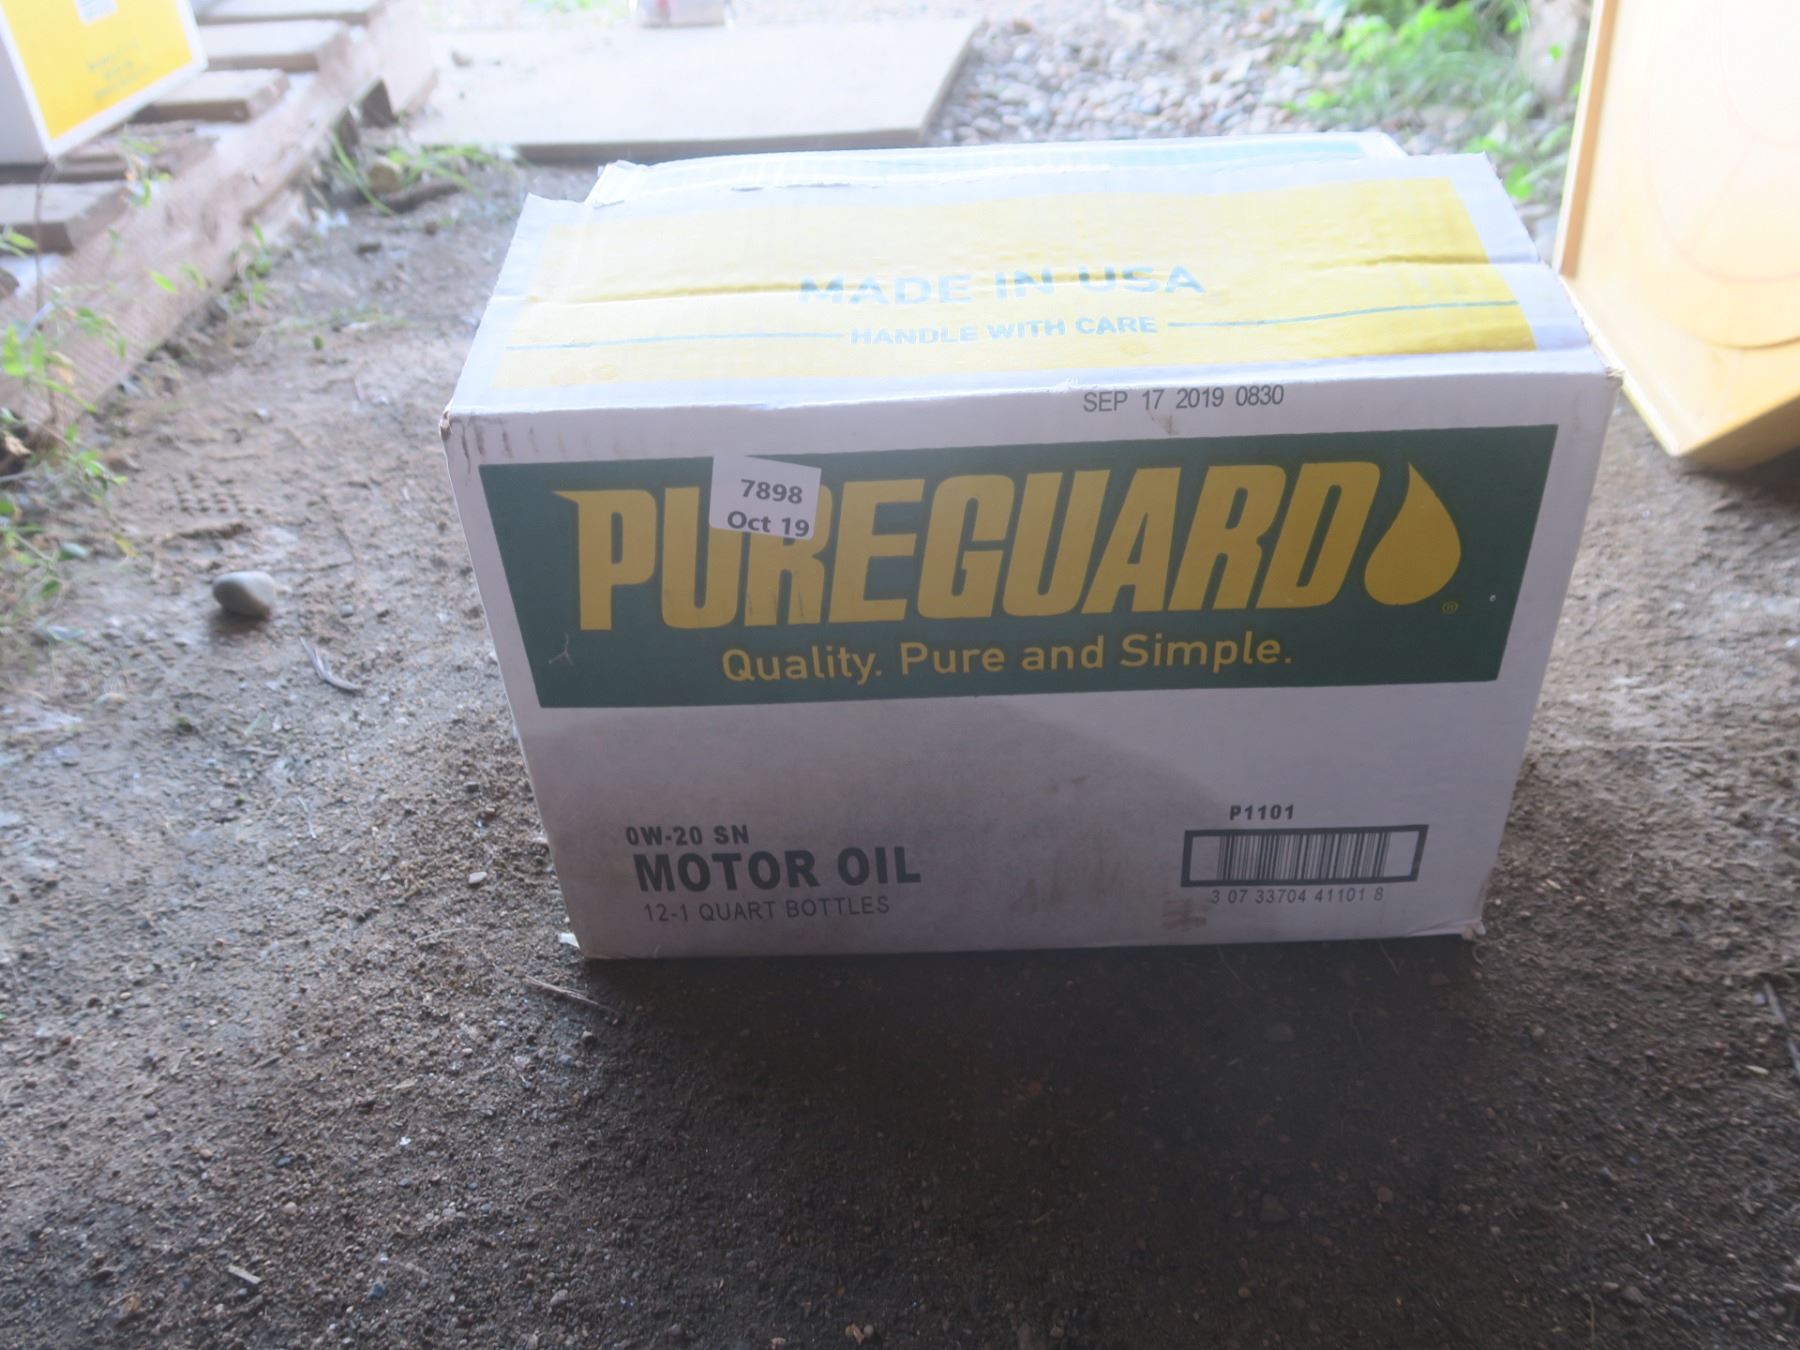 MADE IN USA
HANDLE WITH CARE
SEP 17 2019 0830
7898
Oct 19
PUREGUARD
®
Quality. Pure and Simple.
0W-20 SN
MOTOR OIL
12-1 QUART BOTTLES
P1101
3 07 33704 41101 8